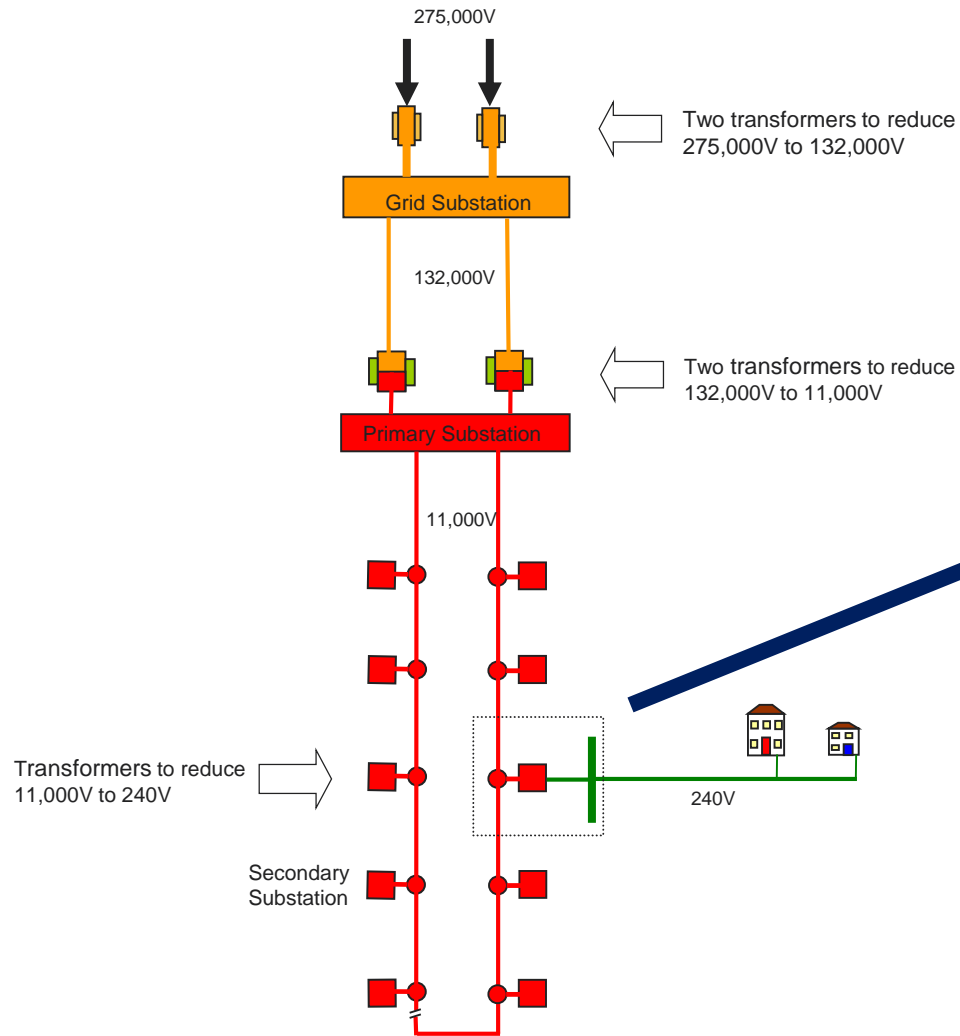 275,000V
Two transformers to reduce
275,000V to 132,000V
Grid Substation
132,000V
Two transformers to reduce
132,000V to 11,000V
Primary Substation
11,000V
Transformers to reduce
11,000V to 240V
240V
Secondary
Substation